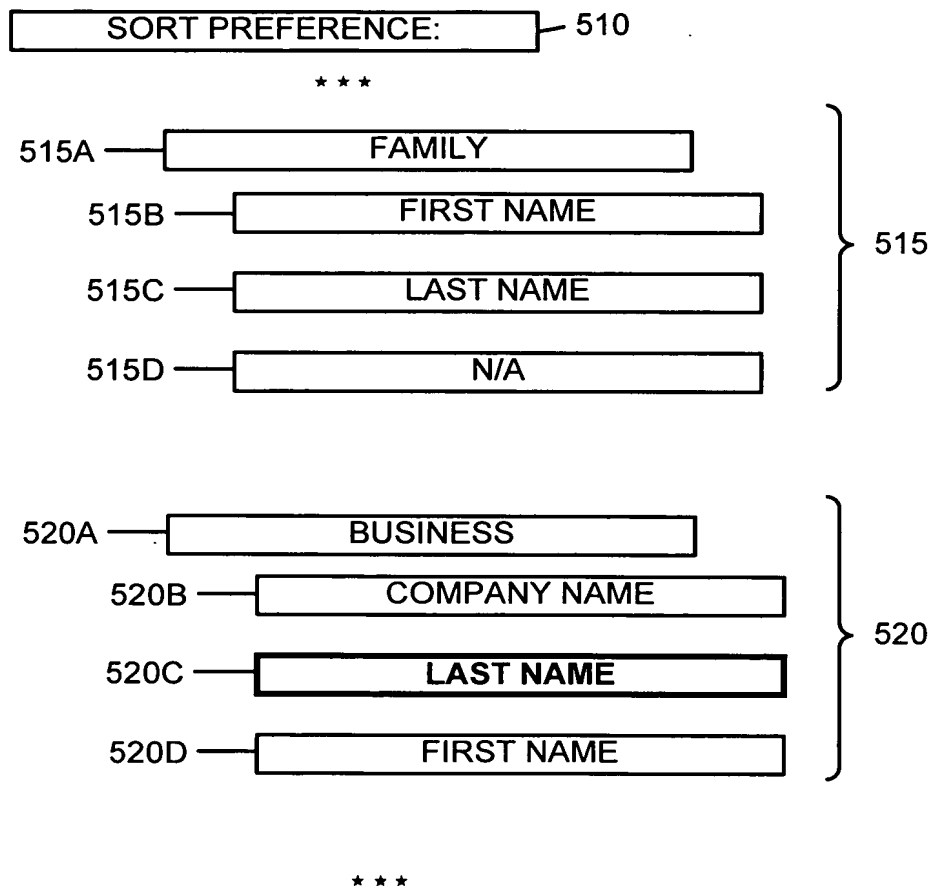 SORT PREFERENCE: 510
* * *
515A FAMILY
515B FIRST NAME
515
515C LAST NAME
515D N/A
520A BUSINESS
520B COMPANY NAME
520
520C LAST NAME
520D FIRST NAME
* * *